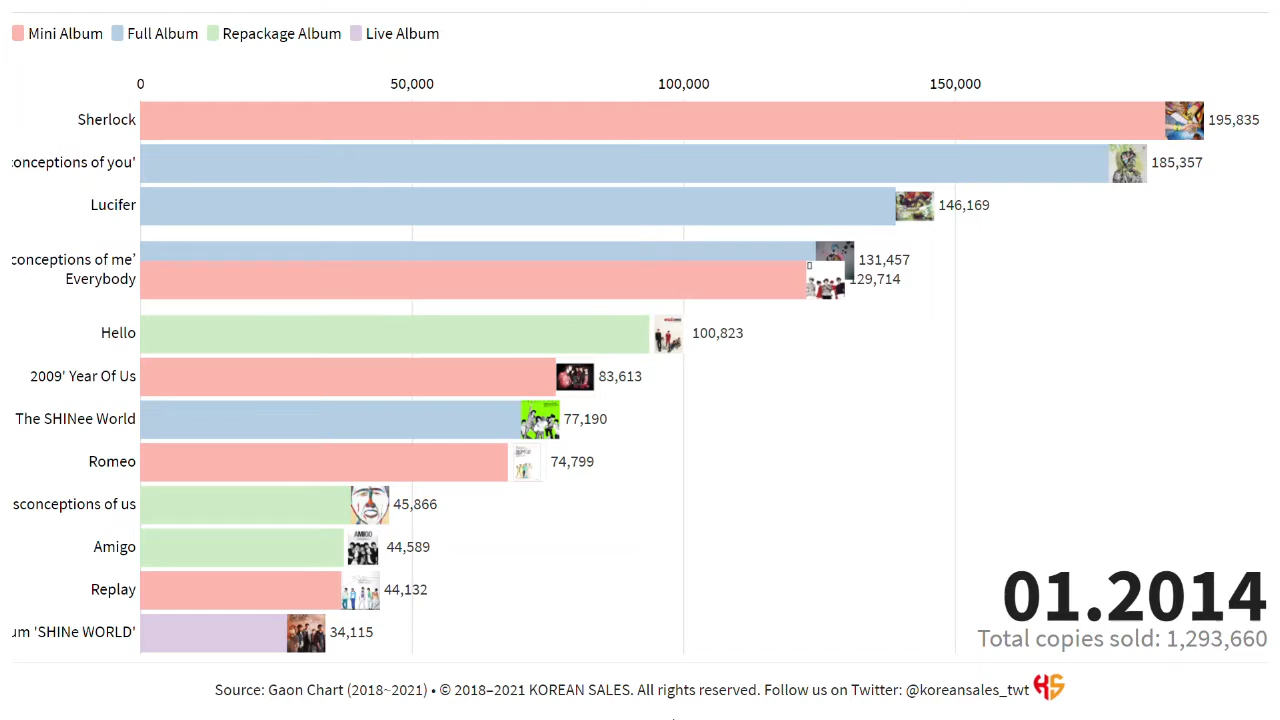 Mini Album Full Album Repackage Album Live Album
0 50,000 100,000 150,000
Sherlock 195,835
conceptions of you' 185,357
Lucifer 146,169
conceptions of me’ 131,457
Everybody 129,714
Hello 100,823
2009' Year Of Us 83,613
The SHINee World 77,190
Romeo 74,799
sconceptions of us 45,866
AMIGO
Amigo 44,589
Replay 44,132
um 'SHINe WORLD' 34,115
01.2014
Total copies sold: 1,293,660
Source: Gaon Chart (2018~2021) • © 2018–2021 KOREAN SALES. All rights reserved. Follow us on Twitter: @koreansales_twt KS